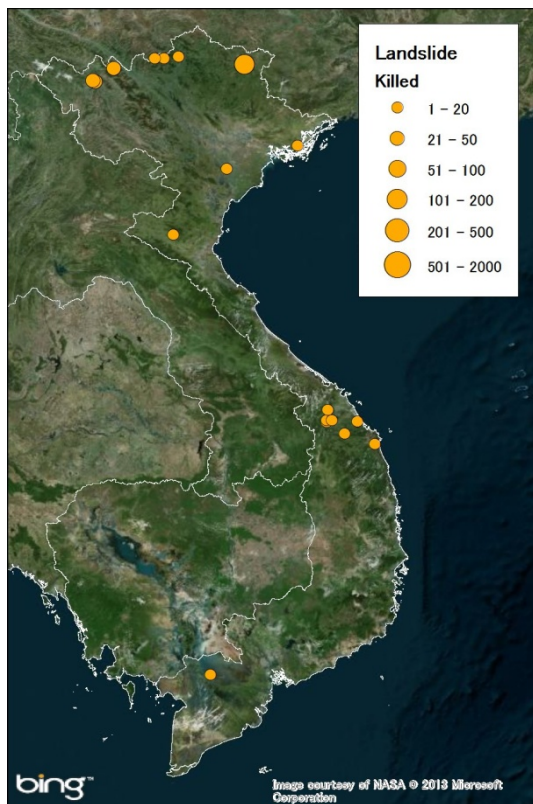 Landslide
Killed
1 – 20
21 – 50
51 – 100
101 – 200
201 – 500
501 – 2000
bing™
Image courtesy of NASA © 2013 Microsoft
Corporation